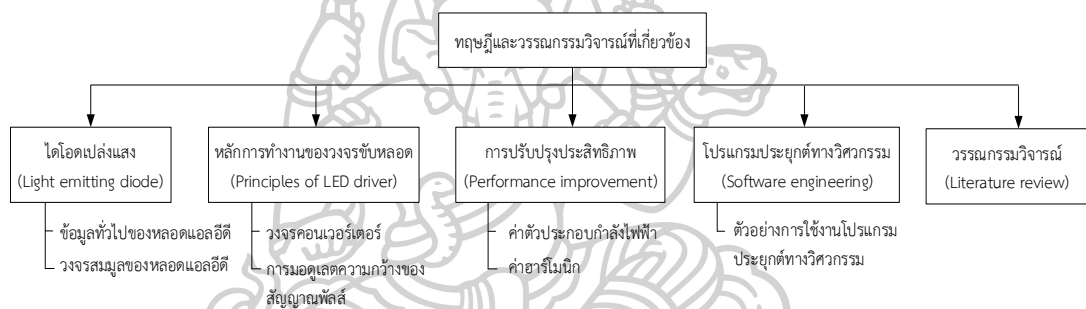 ทฤษฎีและวรรณกรรมวิจารณ์ที่เกี่ยวข้อง
ไดโอดเปล่งแสง
(Light emitting diode)
ข้อมูลทั่วไปของหลอดแอลอีดี
วงจรสมมูลของหลอดแอลอีดี
หลักการทำงานของวงจรขับหลอด
(Principles of LED driver)
วงจรคอนเวอร์เตอร์
การมอดูเลตความกว้างของ
สัญญาณพัลส์
การปรับปรุงประสิทธิภาพ
(Performance improvement)
ค่าตัวประกอบกำลังไฟฟ้า
ค่าฮาร์โมนิก
โปรแกรมประยุกต์ทางวิศวกรรม
(Software engineering)
ตัวอย่างการใช้งานโปรแกรม
ประยุกต์ทางวิศวกรรม
วรรณกรรมวิจารณ์
(Literature review)